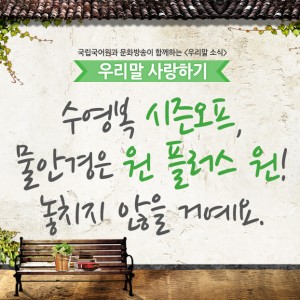 국립국어원과 문화방송이 함께하는 <우리말 소식>
우리말 사랑하기
수영복 시즌오프,
물안경은 원 플러스 원!
놓치지 않을 거예요.